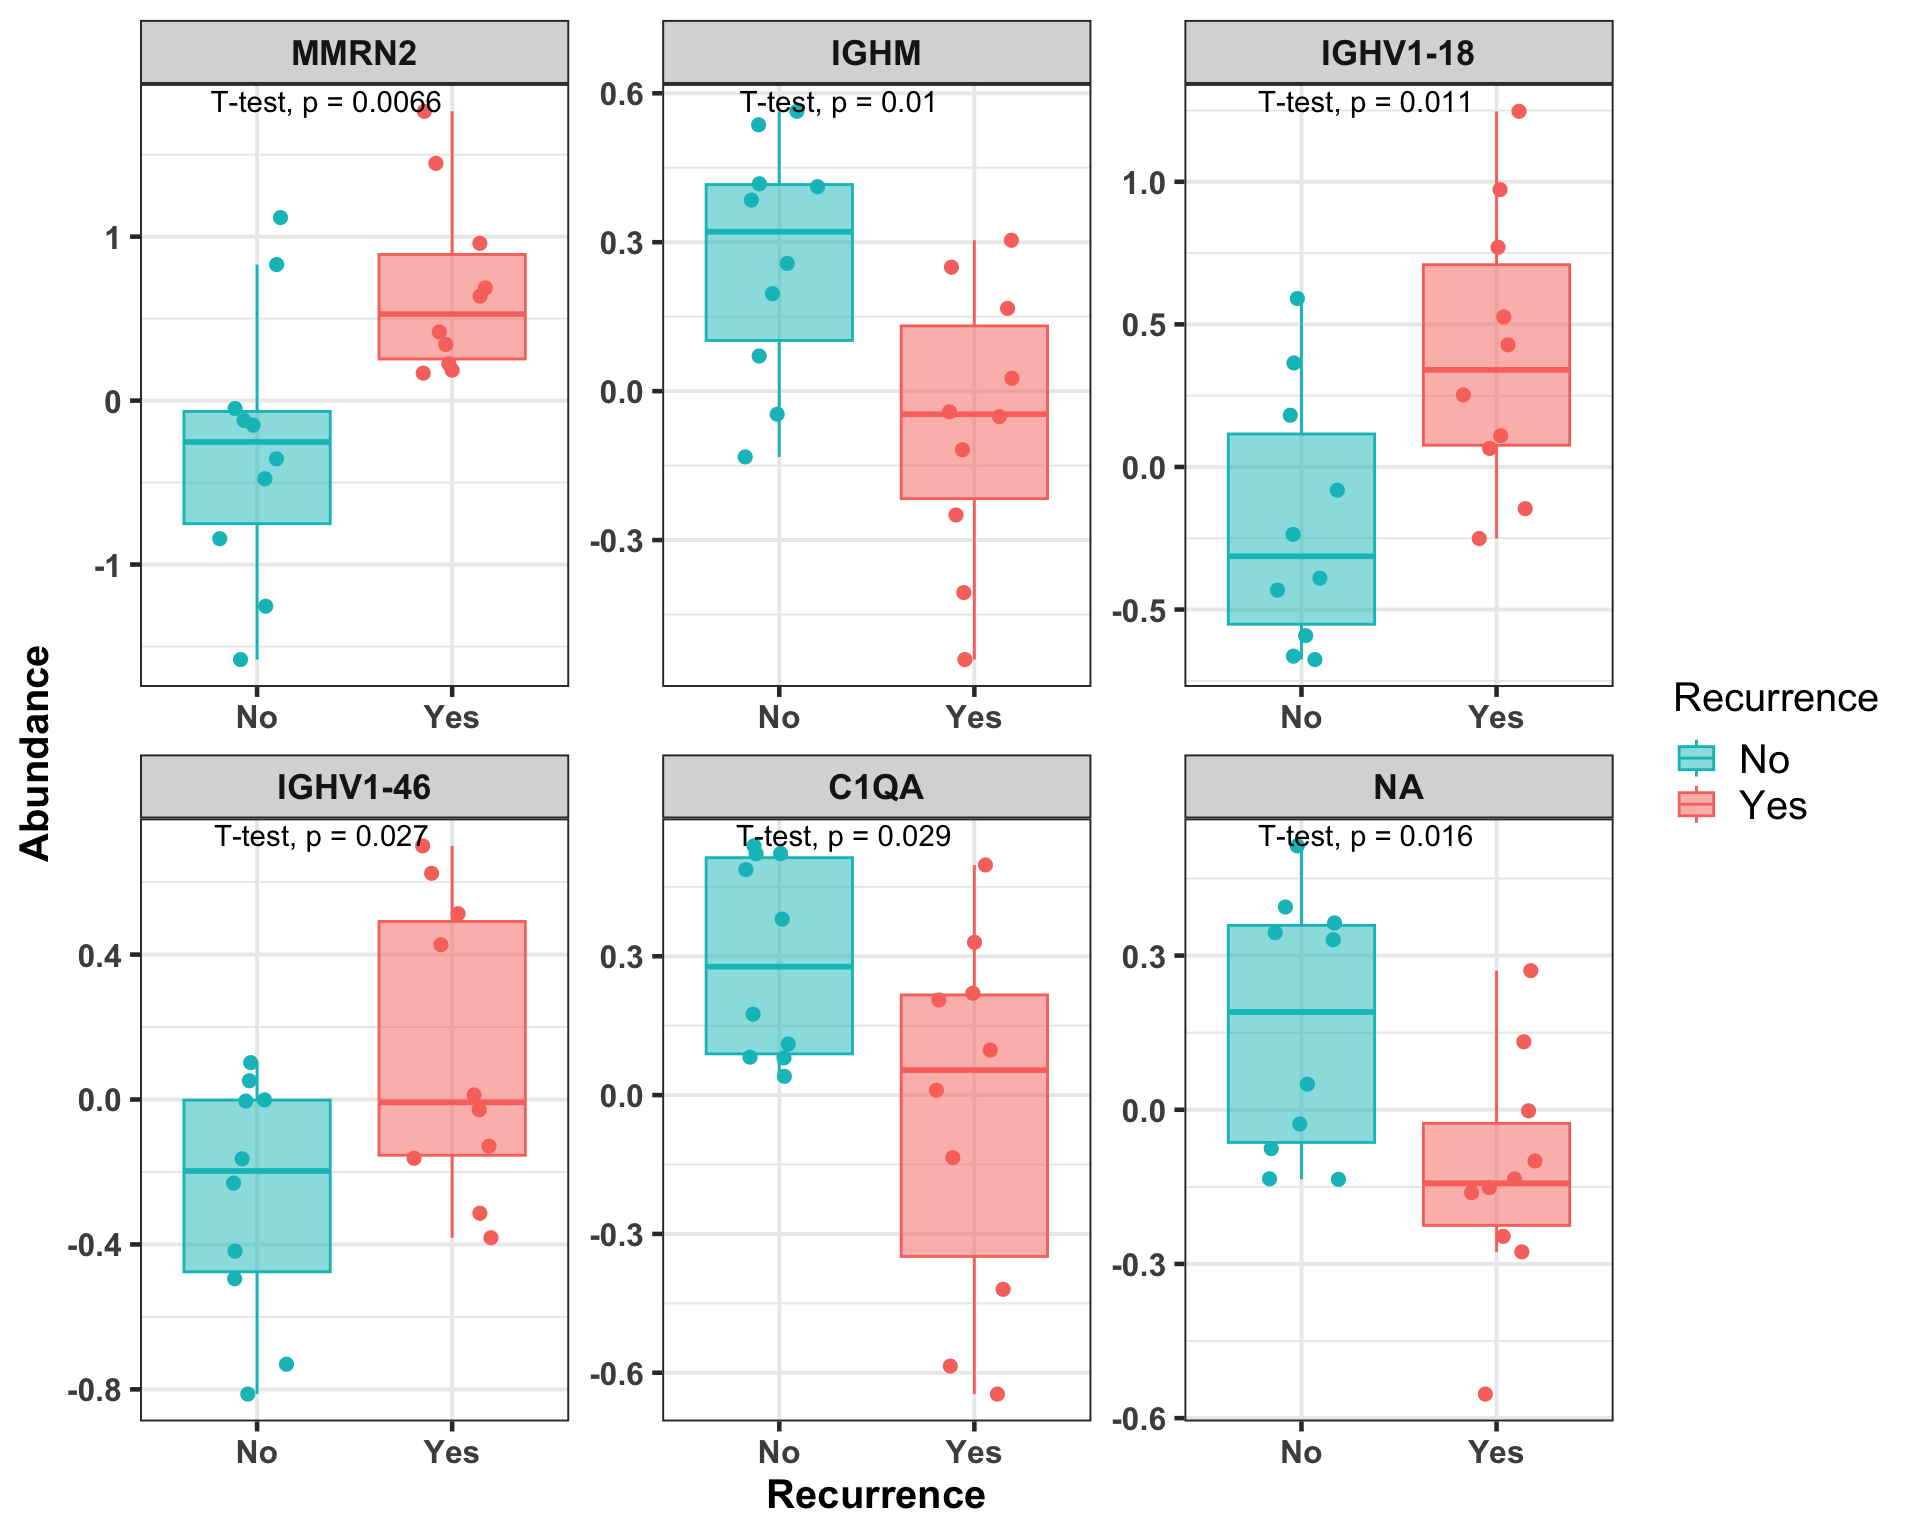 MMRN2
IGHM
IGHV1-18
T-test, p = 0.0066
T-test, p = 0.01
T-test, p = 0.011
1
0
-1
0.6
0.3
0.0
-0.3
1.0
0.5
0.0
-0.5
No
Yes
No
Yes
No
Yes
IGHV1-46
C1QA
NA
T-test, p = 0.027
T-test, p = 0.029
T-test, p = 0.016
0.4
0.0
-0.4
-0.8
0.3
0.0
-0.3
-0.6
0.3
0.0
-0.3
-0.6
No
Yes
No
Yes
No
Yes
Abundance
Recurrence
Recurrence
No
Yes